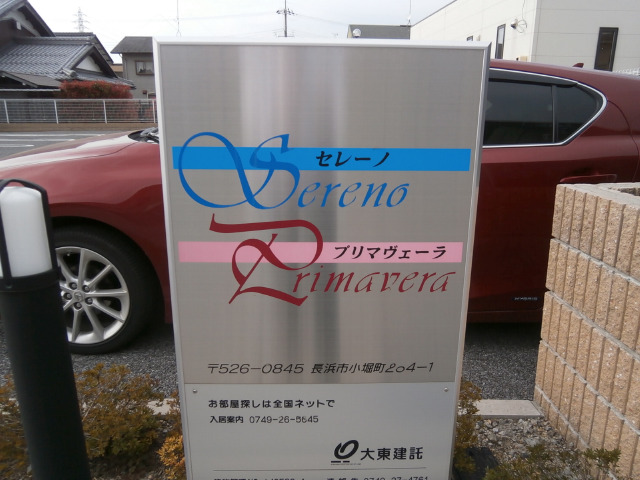 セレーノ
Sereno
プリマヴェーラ
Primavera
〒526-0845 長浜市小堀町204-1
お部屋探しは全国ネットで
入居案内 0749-26-8645
大東建託
HYBRID